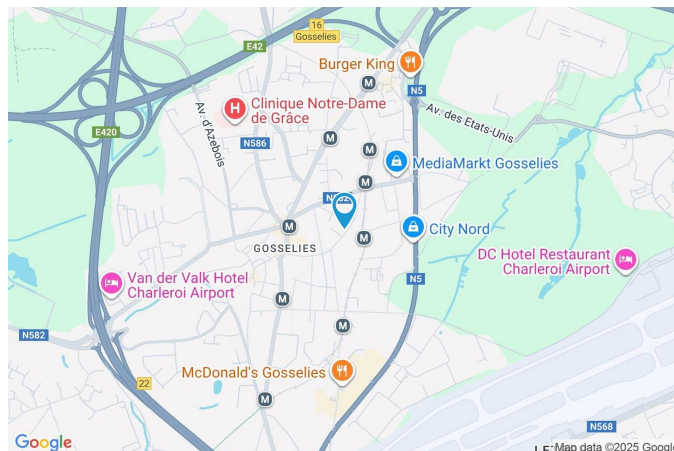 16
Gosselies
E42
Burger King
M
N5
H
Clinique Notre-Dame
de Grâce
Av. des Etats-Unis
E420
Av. d'Azebois
N586
M
M
MediaMarkt Gosselies
M
M
GOSSELIES
City Nord
M
DC Hotel Restaurant
Charleroi Airport
Van der Valk Hotel
Charleroi Airport
N5
M
N582
M
22
McDonald's Gosselies
M
N568
Google
Map data ©2025 Google